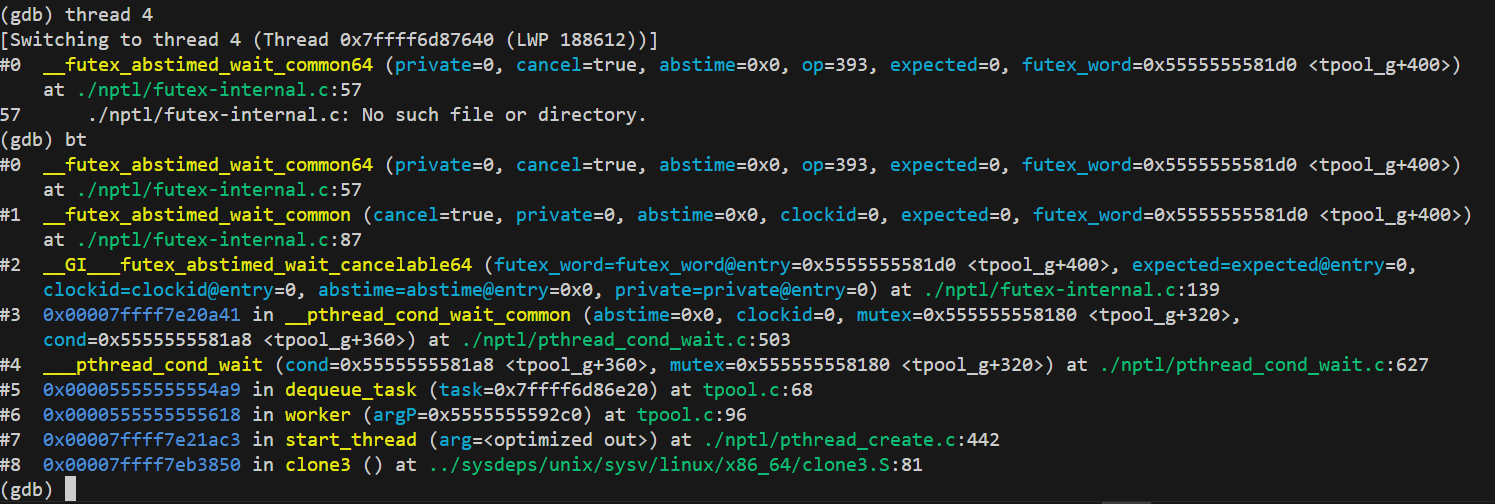 (gdb) thread 4
[Switching to thread 4 (Thread 0x7ffff6d87640 (LWP 188612))]
#0  __futex_abstimed_wait_common64 (private=0, cancel=true, abstime=0x0, op=393, expected=0, futex_word=0x5555555581d0 <tpool_g+400>)
    at ./nptl/futex-internal.c:57
57      ./nptl/futex-internal.c: No such file or directory.
(gdb) bt
#0  __futex_abstimed_wait_common64 (private=0, cancel=true, abstime=0x0, op=393, expected=0, futex_word=0x5555555581d0 <tpool_g+400>)
    at ./nptl/futex-internal.c:57
#1  __futex_abstimed_wait_common (cancel=true, private=0, abstime=0x0, clockid=0, expected=0, futex_word=0x5555555581d0 <tpool_g+400>)
    at ./nptl/futex-internal.c:87
#2  __GI___futex_abstimed_wait_cancelable64 (futex_word=futex_word@entry=0x5555555581d0 <tpool_g+400>, expected=expected@entry=0,
    clockid=clockid@entry=0, abstime=abstime@entry=0x0, private=private@entry=0) at ./nptl/futex-internal.c:139
#3  0x00007ffff7e20a41 in __pthread_cond_wait_common (abstime=0x0, clockid=0, mutex=0x555555558180 <tpool_g+320>,
    cond=0x5555555581a8 <tpool_g+360>) at ./nptl/pthread_cond_wait.c:503
#4  ___pthread_cond_wait (cond=0x5555555581a8 <tpool_g+360>, mutex=0x555555558180 <tpool_g+320>) at ./nptl/pthread_cond_wait.c:627
#5  0x00005555555554a9 in dequeue_task (task=0x7ffff6d86e20) at tpool.c:68
#6  0x0000555555555618 in worker (argP=0x5555555592c0) at tpool.c:96
#7  0x00007ffff7e21ac3 in start_thread (arg=<optimized out>) at ./nptl/pthread_create.c:442
#8  0x00007ffff7eb3850 in clone3 () at ../sysdeps/unix/sysv/linux/x86_64/clone3.S:81
(gdb)